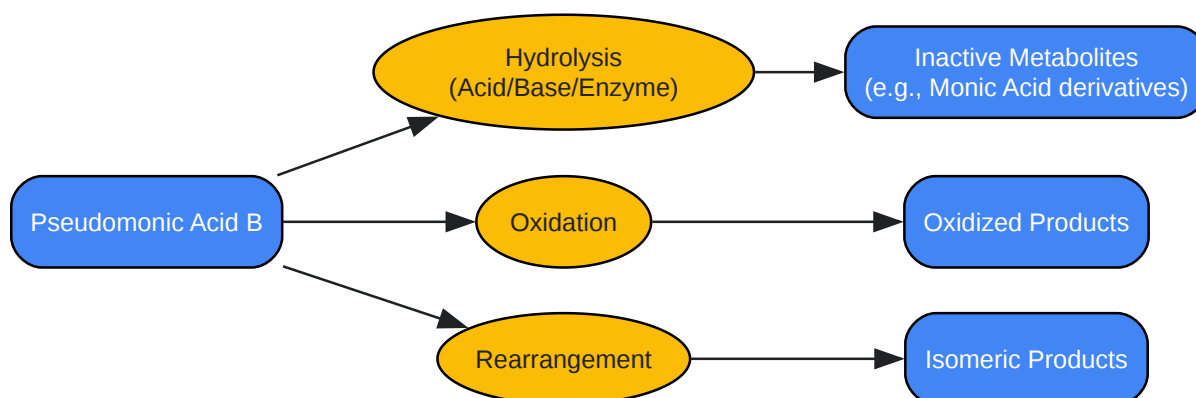 Hydrolysis
(Acid/Base/Enzyme)
Inactive Metabolites
(e.g., Monic Acid derivatives)
Pseudomonic Acid B
Oxidation
Oxidized Products
Rearrangement
Isomeric Products